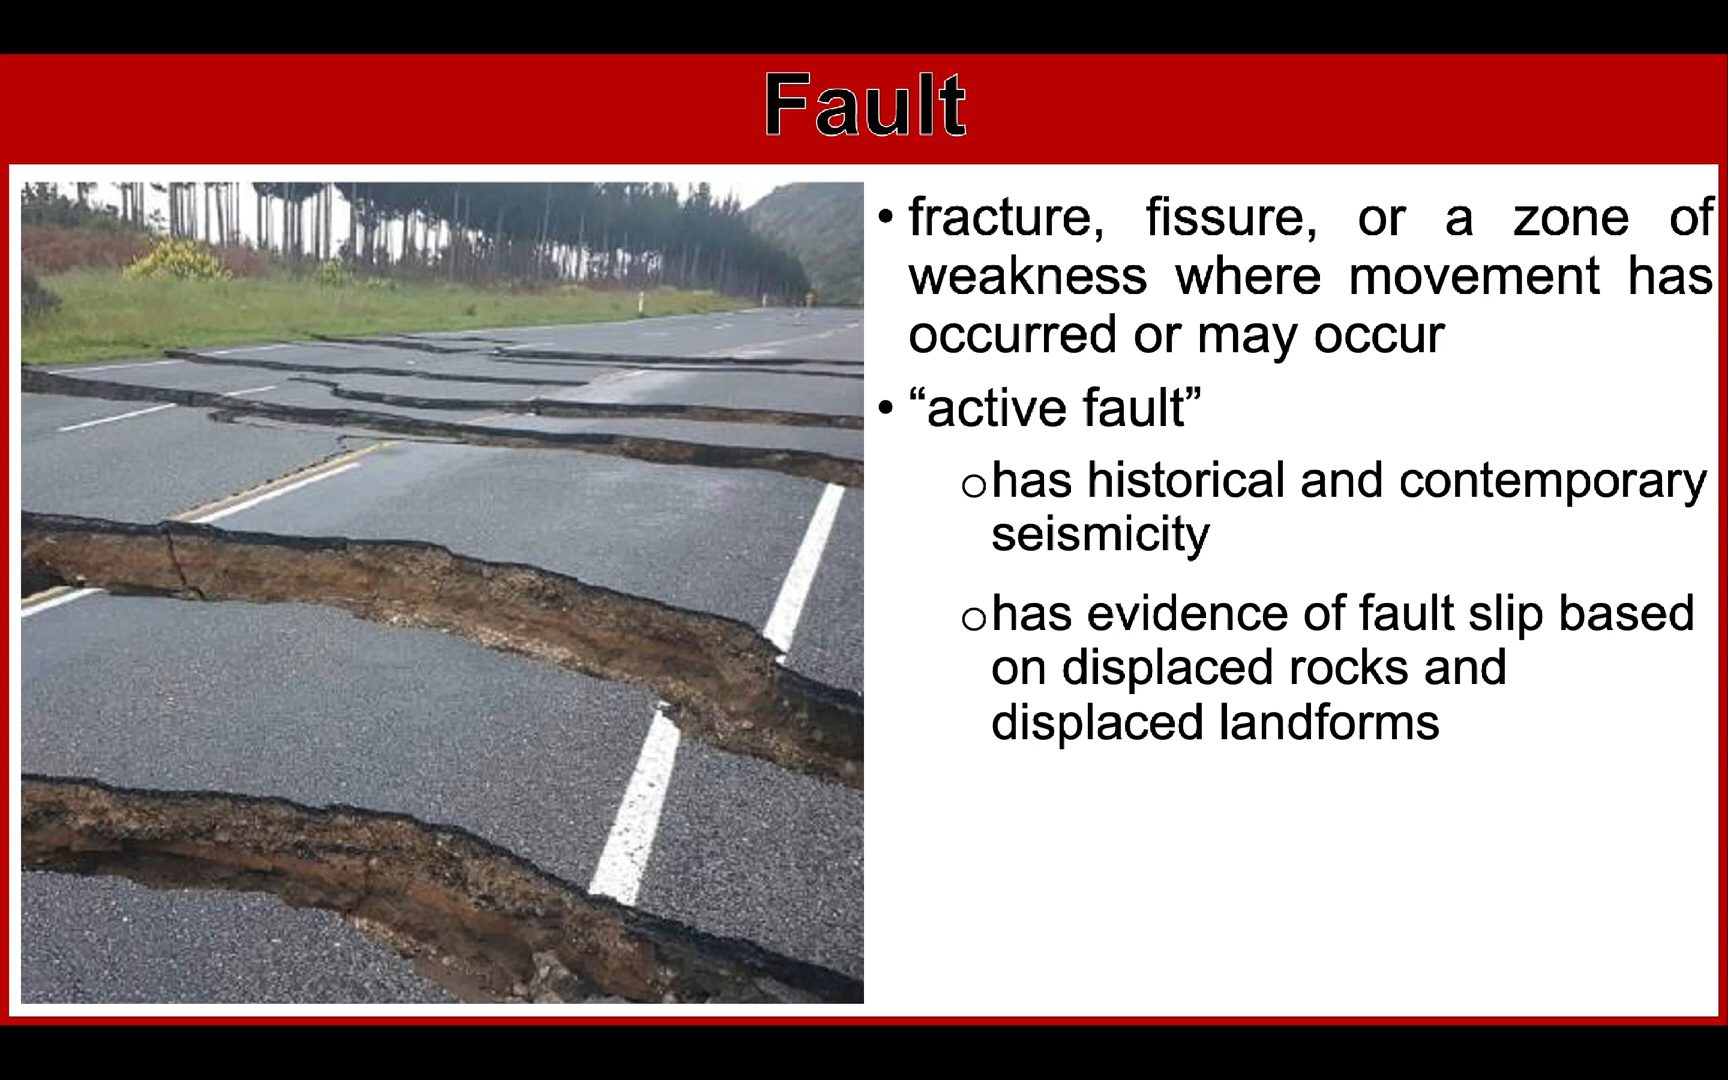 Fault
• fracture, fissure, or a zone of
weakness where movement has
occurred or may occur
• “active fault”
○has historical and contemporary
seismicity
○has evidence of fault slip based
on displaced rocks and
displaced landforms